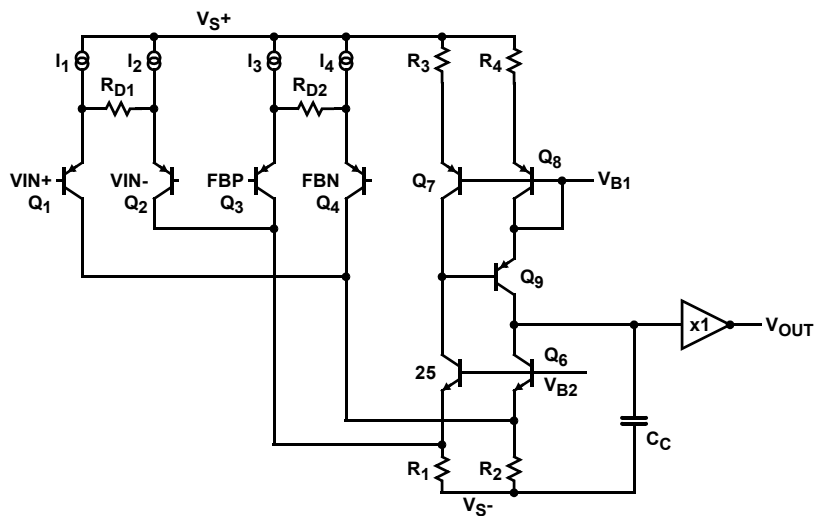 VS+
I1
I2
I3
I4
R3
R4
RD1
RD2
VIN+
Q1
VIN-
Q2
FBP
Q3
FBN
Q4
Q7
Q8
VB1
Q9
x1
VOUT
25
Q6
VB2
CC
R1
R2
VS-